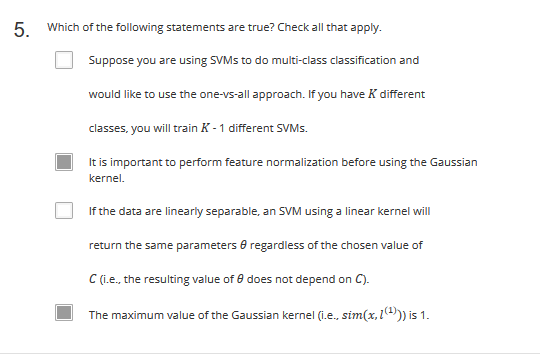 5. Which of the following statements are true? Check all that apply.
Suppose you are using SVMs to do multi-class classification and
would like to use the one-vs-all approach. If you have K different
classes, you will train K - 1 different SVMs.
It is important to perform feature normalization before using the Gaussian
kernel.
If the data are linearly separable, an SVM using a linear kernel will
return the same parameters θ regardless of the chosen value of
C (i.e., the resulting value of θ does not depend on C).
The maximum value of the Gaussian kernel (i.e., sim(x, l⁽¹⁾)) is 1.